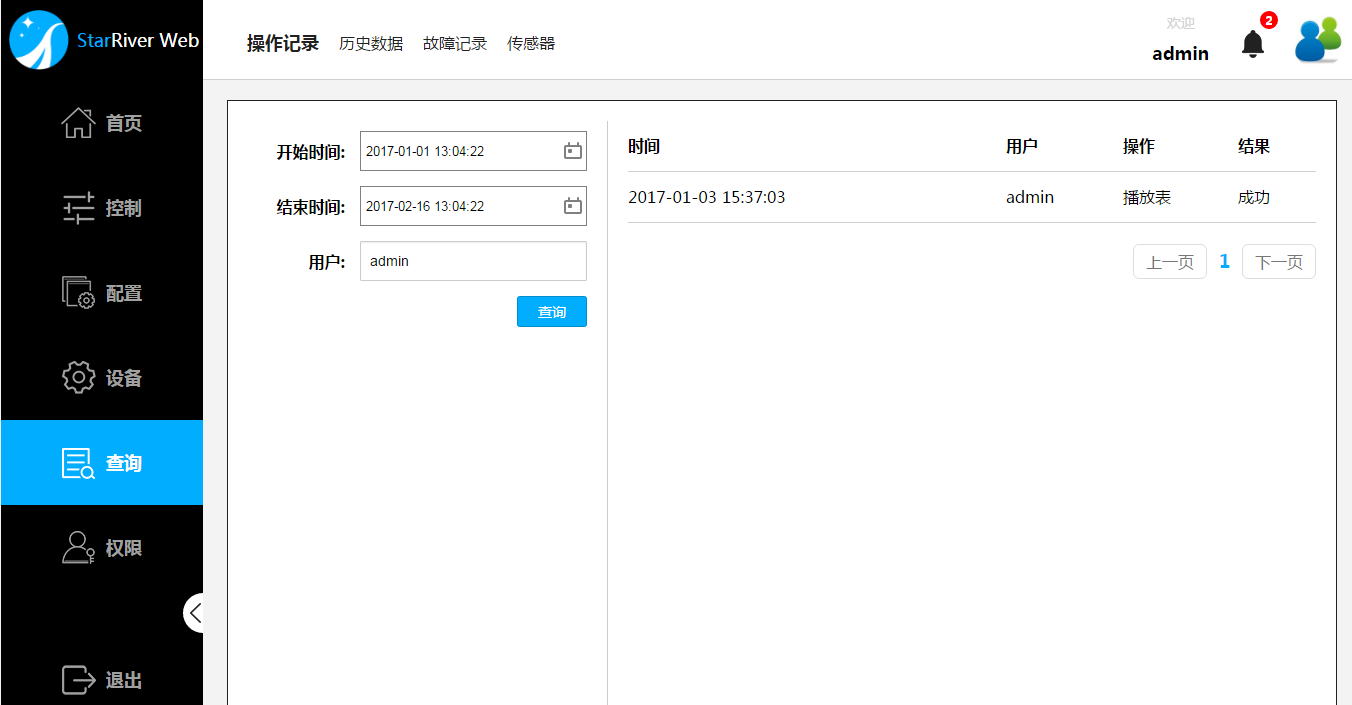 StarRiver Web
首页
控制
配置
设备
查询
权限
退出
操作记录 历史数据 故障记录 传感器
欢迎
admin
2
开始时间: 2017-01-01 13:04:22
结束时间: 2017-02-16 13:04:22
用户: admin
查询
时间 用户 操作 结果
2017-01-03 15:37:03 admin 播放表 成功
上一页 1 下一页